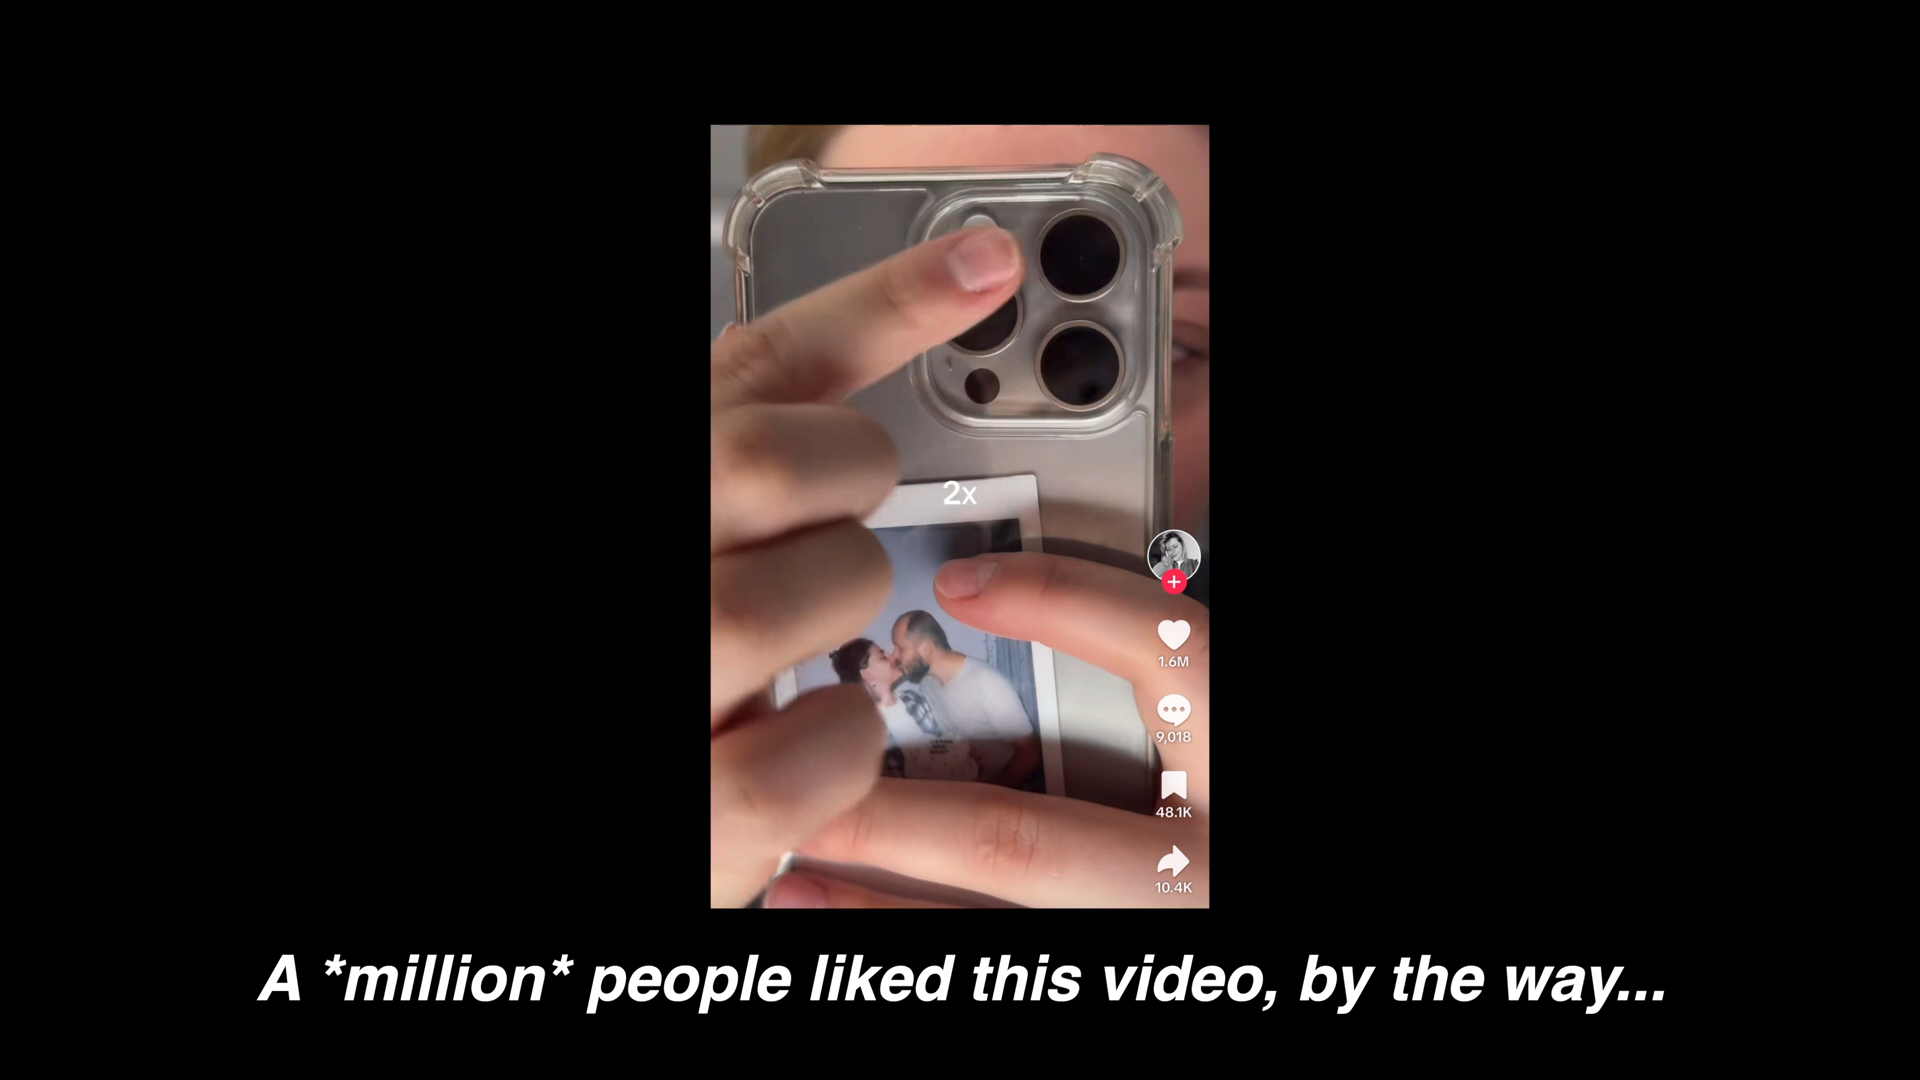 2x
1.6M
9,018
48.1K
10.4K
A *million* people liked this video, by the way...